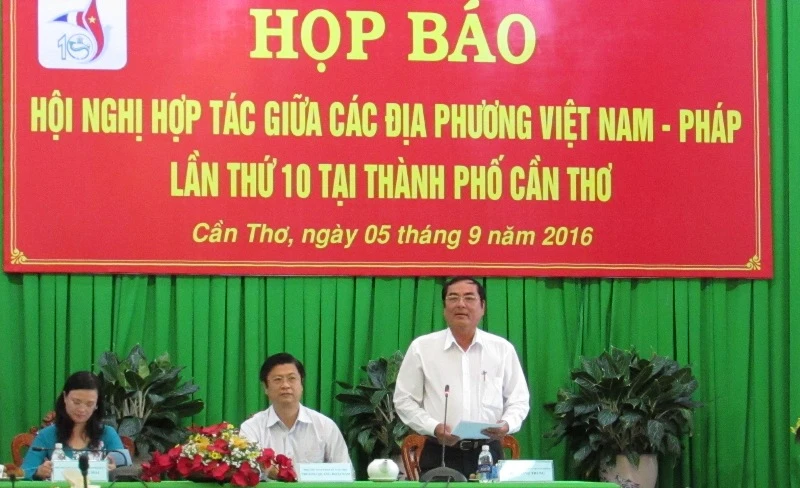 10
HỌP BÁO
HỘI NGHỊ HỢP TÁC GIỮA CÁC ĐỊA PHƯƠNG VIỆT NAM - PHÁP
LẦN THỨ 10 TẠI THÀNH PHỐ CẦN THƠ
Cần Thơ, ngày 05 tháng 9 năm 2016